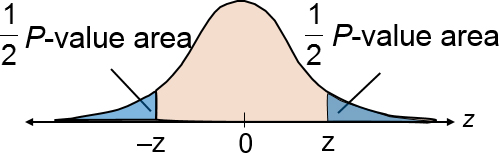 1/2 P-value area
1/2 P-value area
z
–z 0 z